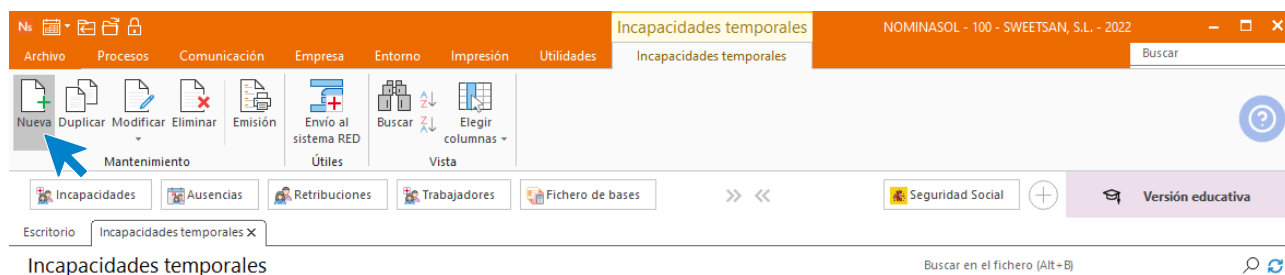 Ns
Incapacidades temporales
NOMINASOL - 100 - SWEETSAN, S.L. - 2022
Archivo Procesos Comunicación Empresa Entorno Impresión Utilidades Incapacidades temporales Buscar
Nueva Duplicar Modificar Eliminar Emisión Envío al sistema RED Buscar Elegir columnas
Mantenimiento Útiles Vista
Incapacidades Ausencias Retribuciones Trabajadores Fichero de bases Seguridad Social Versión educativa
Escritorio Incapacidades temporales
Incapacidades temporales Buscar en el fichero (Alt+B)